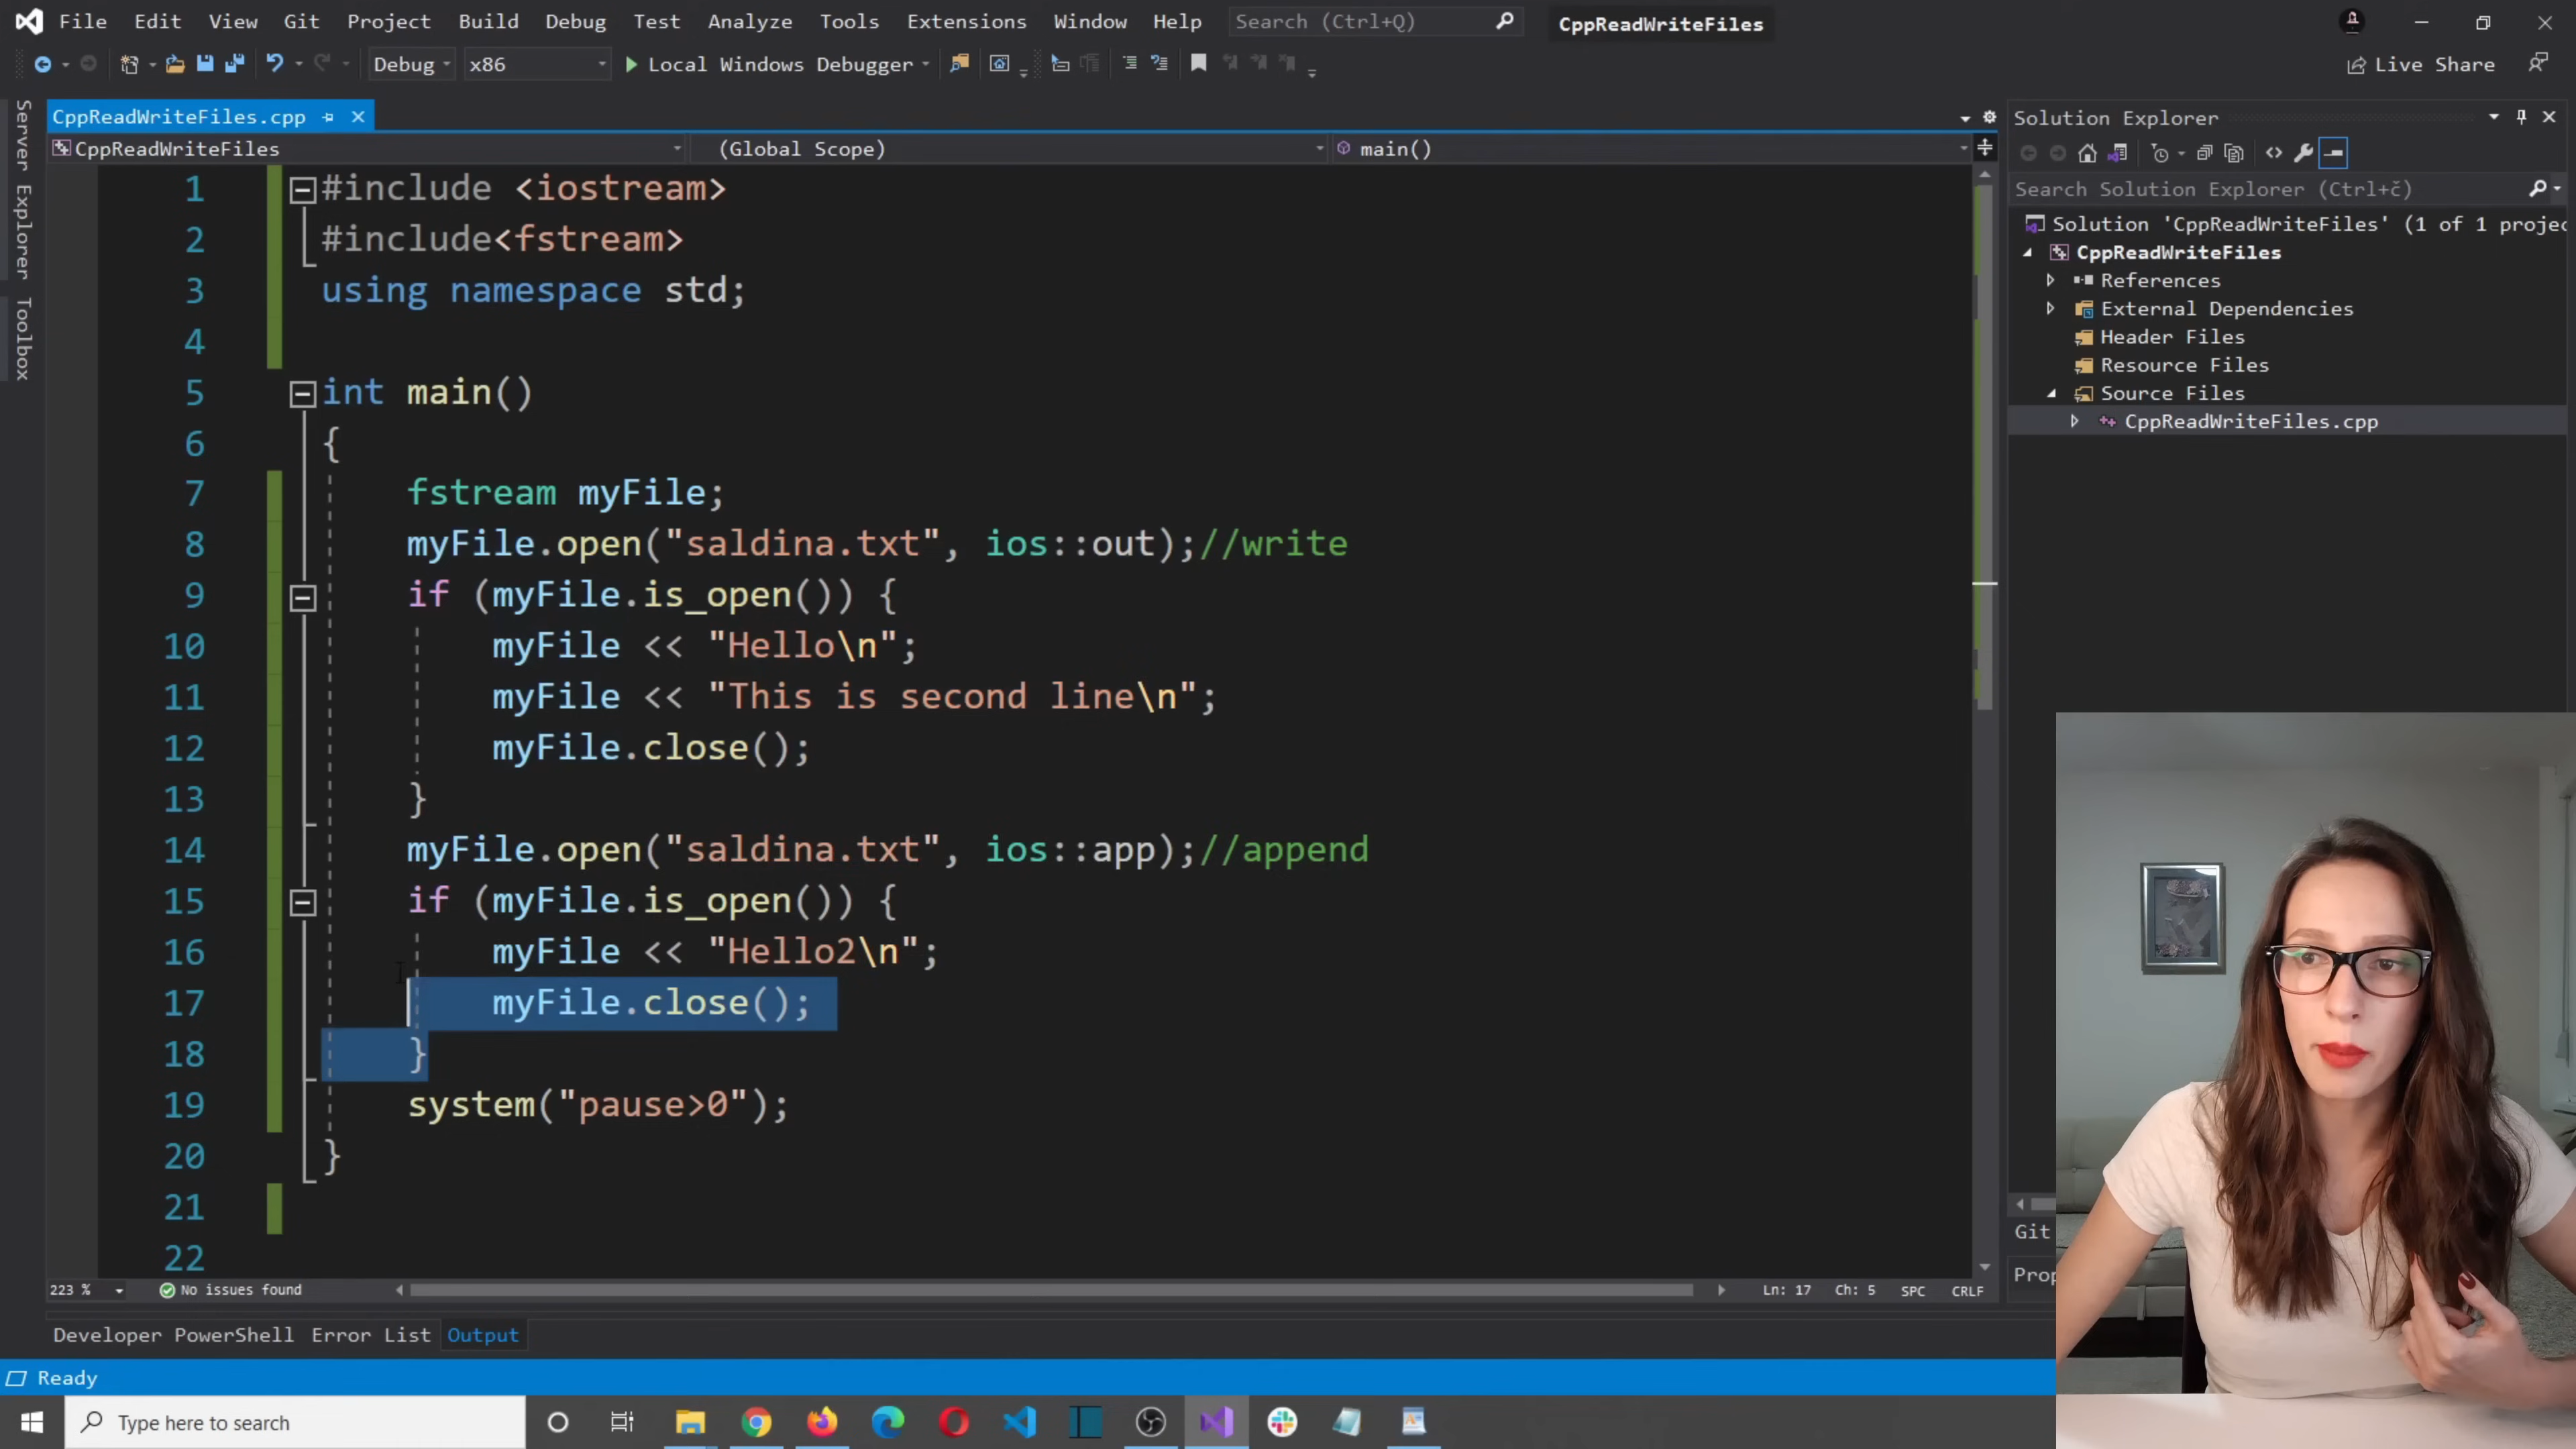 File Edit View Git Project Build Debug Test Analyze Tools Extensions Window Help Search (Ctrl+Q) CppReadWriteFiles
Debug x86 Local Windows Debugger Live Share
Server Explorer
Toolbox
CppReadWriteFiles.cpp
CppReadWriteFiles (Global Scope) main()
1 #include <iostream>
2 #include<fstream>
3 using namespace std;
4
5 int main()
6 {
7 fstream myFile;
8 myFile.open("saldina.txt", ios::out);//write
9 if (myFile.is_open()) {
10 myFile << "Hello\n";
11 myFile << "This is second line\n";
12 myFile.close();
13 }
14 myFile.open("saldina.txt", ios::app);//append
15 if (myFile.is_open()) {
16 myFile << "Hello2\n";
17 myFile.close();
18 }
19 system("pause>0");
20 }
21
22
223 % No issues found Ln: 17 Ch: 5 SPC CRLF
Developer PowerShell Error List Output
Ready
Type here to search
Solution Explorer
Search Solution Explorer (Ctrl+č)
Solution 'CppReadWriteFiles' (1 of 1 projec
CppReadWriteFiles
References
External Dependencies
Header Files
Resource Files
Source Files
CppReadWriteFiles.cpp
Git
Prop